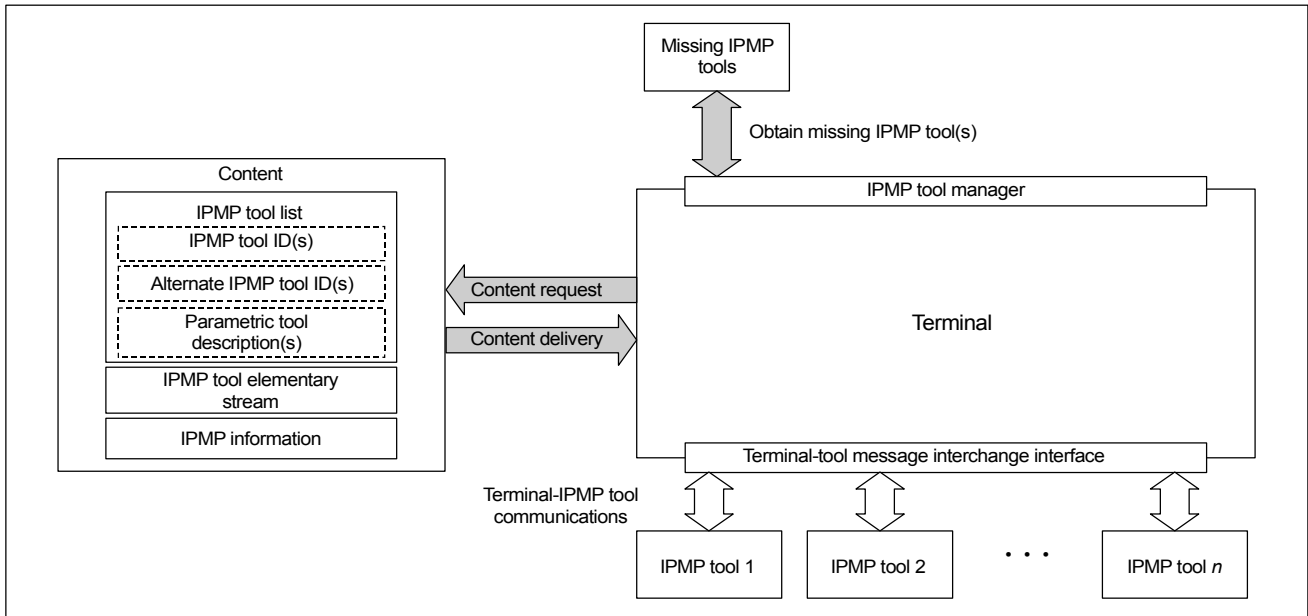 Missing IPMP
tools
Obtain missing IPMP tool(s)
Content
IPMP tool list
IPMP tool ID(s)
Alternate IPMP tool ID(s)
Parametric tool
description(s)
IPMP tool elementary
stream
IPMP information
Content request
Content delivery
IPMP tool manager
Terminal
Terminal-tool message interchange interface
Terminal-IPMP tool
communications
IPMP tool 1
IPMP tool 2
. . .
IPMP tool n